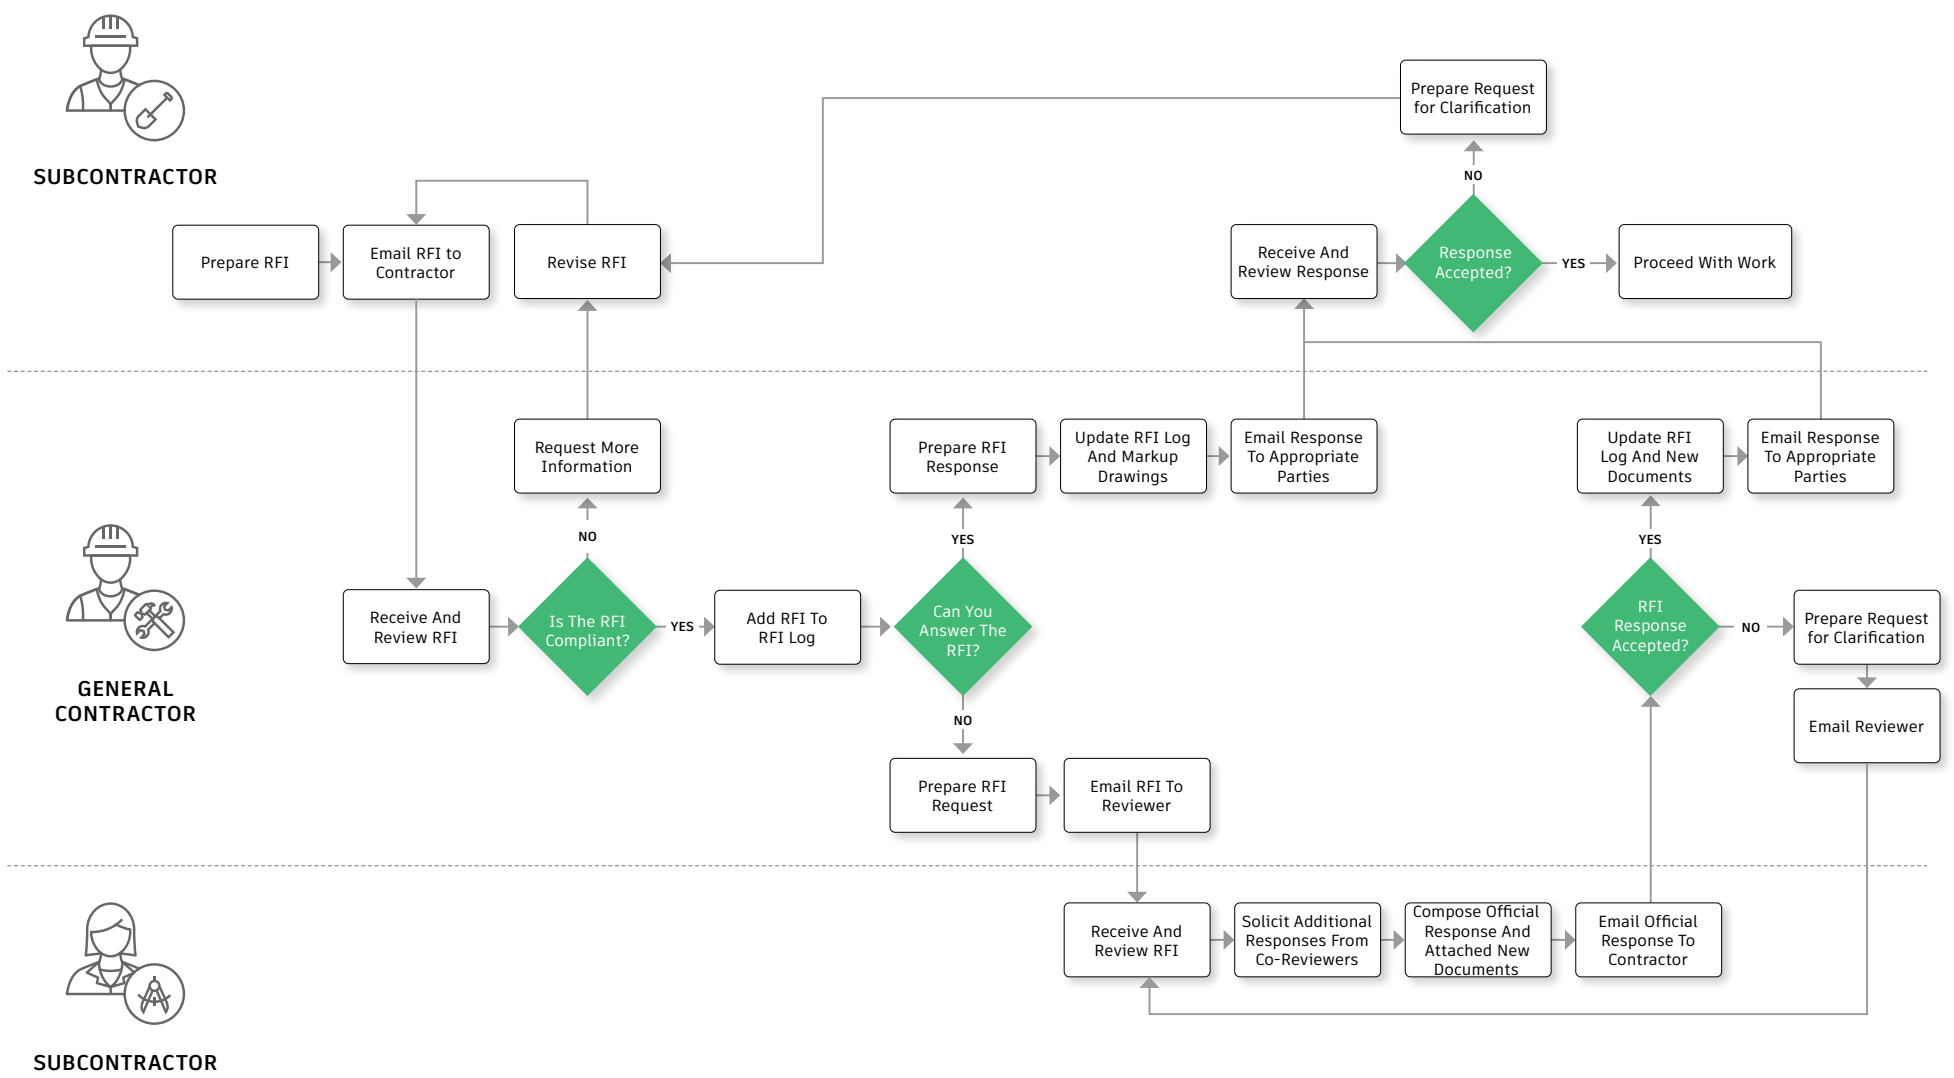 SUBCONTRACTOR
Prepare Request
for Clarification
NO
Prepare RFI
Email RFI to
Contractor
Revise RFI
Receive And
Review Response
Response
Accepted?
YES
Proceed With Work
GENERAL
CONTRACTOR
Request More
Information
Prepare RFI
Response
Update RFI Log
And Markup
Drawings
Email Response
To Appropriate
Parties
Update RFI
Log And New
Documents
Email Response
To Appropriate
Parties
NO
YES
YES
Receive And
Review RFI
Is The RFI
Compliant?
YES
Add RFI To
RFI Log
Can You
Answer The
RFI?
RFI
Response
Accepted?
NO
Prepare Request
for Clarification
NO
Email Reviewer
Prepare RFI
Request
Email RFI To
Reviewer
SUBCONTRACTOR
Receive And
Review RFI
Solicit Additional
Responses From
Co-Reviewers
Compose Official
Response And
Attached New
Documents
Email Official
Response To
Contractor